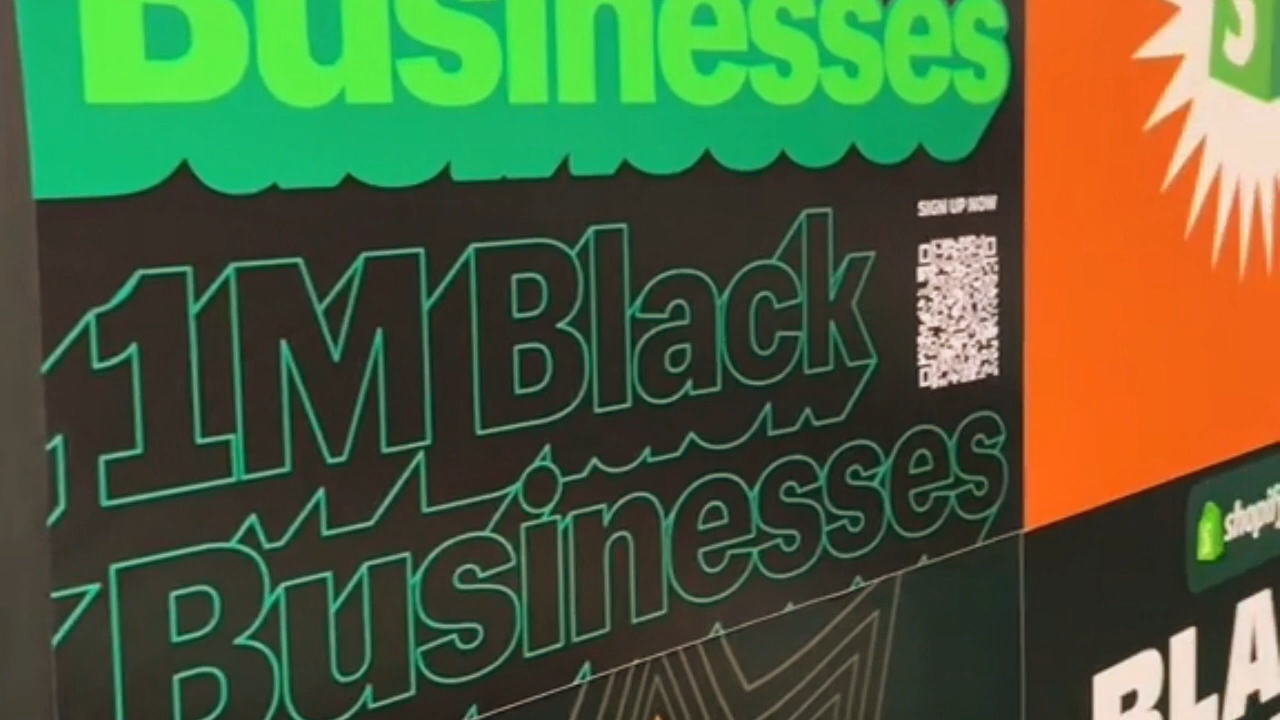 Businesses
SIGN UP NOW
1M Black
Businesses
shopify
BLA